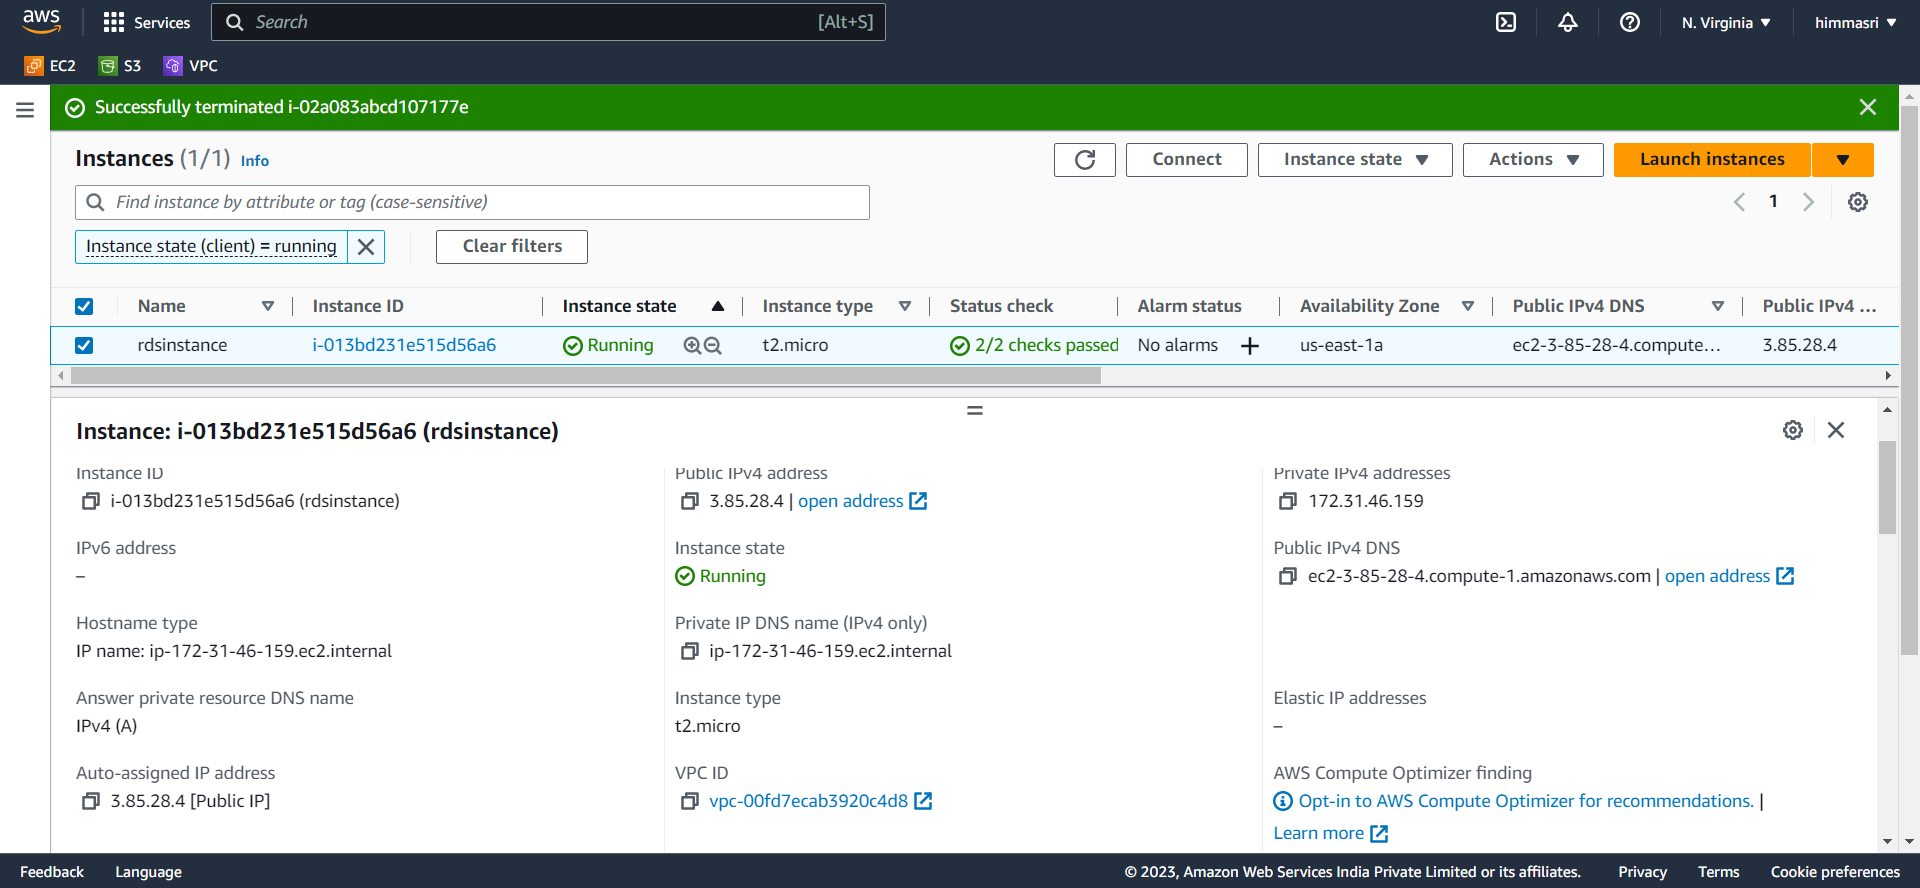 aws
Services
Search
[Alt+S]
N. Virginia
himmasri
EC2
S3
VPC
Successfully terminated i-02a083abcd107177e
Instances (1/1) Info
Connect
Instance state
Actions
Launch instances
Find instance by attribute or tag (case-sensitive)
1
Instance state (client) = running
Clear filters
Name
Instance ID
Instance state
Instance type
Status check
Alarm status
Availability Zone
Public IPv4 DNS
Public IPv4 ...
rdsinstance
i-013bd231e515d56a6
Running
t2.micro
2/2 checks passed
No alarms
us-east-1a
ec2-3-85-28-4.compute...
3.85.28.4
Instance: i-013bd231e515d56a6 (rdsinstance)
Instance ID
Public IPv4 address
Private IPv4 addresses
i-013bd231e515d56a6 (rdsinstance)
3.85.28.4 | open address
172.31.46.159
IPv6 address
Instance state
Public IPv4 DNS
–
Running
ec2-3-85-28-4.compute-1.amazonaws.com | open address
Hostname type
Private IP DNS name (IPv4 only)
IP name: ip-172-31-46-159.ec2.internal
ip-172-31-46-159.ec2.internal
Answer private resource DNS name
Instance type
Elastic IP addresses
IPv4 (A)
t2.micro
–
Auto-assigned IP address
VPC ID
AWS Compute Optimizer finding
3.85.28.4 [Public IP]
vpc-00fd7ecab3920c4d8
Opt-in to AWS Compute Optimizer for recommendations. |
Learn more
Feedback
Language
© 2023, Amazon Web Services India Private Limited or its affiliates.
Privacy
Terms
Cookie preferences